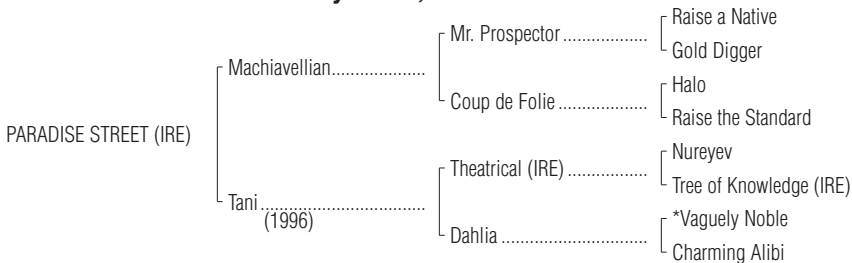 Raise a Native
Mr. Prospector ..................
Gold Digger
Machiavellian....................
Halo
Coup de Folie ...................
Raise the Standard
PARADISE STREET (IRE)
Nureyev
Theatrical (IRE) .................
Tree of Knowledge (IRE)
Tani ...................................
(1996)
*Vaguely Noble
Dahlia ...............................
Charming Alibi